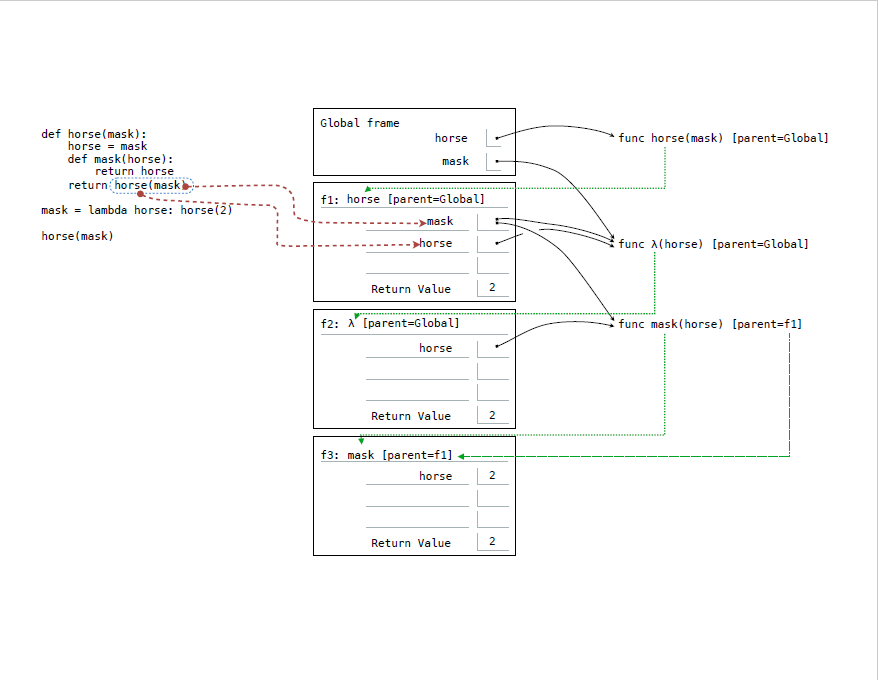 def horse(mask):
horse = mask
def mask(horse):
return horse
return horse(mask)
mask = lambda horse: horse(2)
horse(mask)
Global frame
horse
mask
f1: horse [parent=Global]
mask
horse
Return Value 2
f2: λ [parent=Global]
horse
Return Value 2
f3: mask [parent=f1]
horse 2
Return Value 2
func horse(mask) [parent=Global]
func λ(horse) [parent=Global]
func mask(horse) [parent=f1]